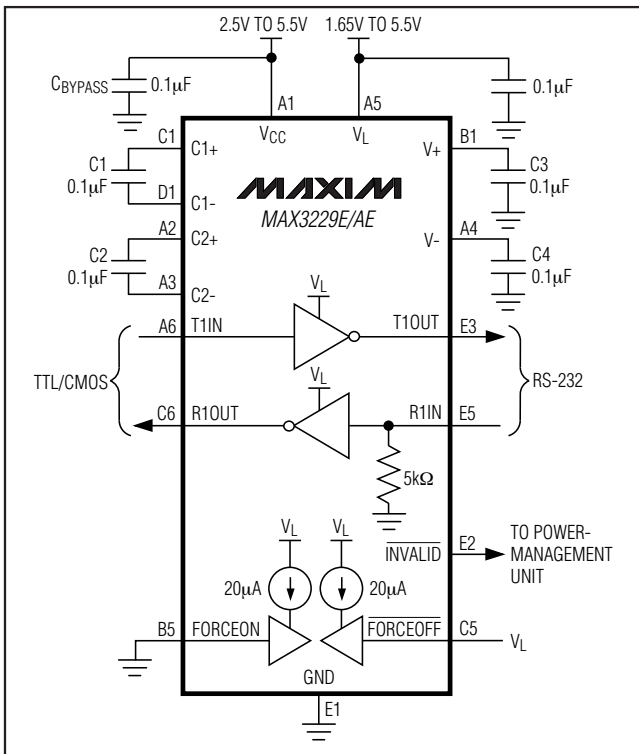 2.5V TO 5.5V 1.65V TO 5.5V
CBYPASS
0.1µF
0.1µF
A1 A5
VCC VL
C1 C1+
C1
0.1µF
D1 C1-
V+ B1
C3
0.1µF
MAXIM
MAX3229E/AE
A2 C2+
C2
0.1µF
A3 C2-
V- A4
C4
0.1µF
VL
A6 T1IN T1OUT E3
TTL/CMOS
RS-232
VL
C6 R1OUT R1IN E5
5kΩ
INVALID E2
TO POWER-
MANAGEMENT
UNIT
VL VL
20µA 20µA
B5 FORCEON FORCEOFF C5 VL
GND
E1